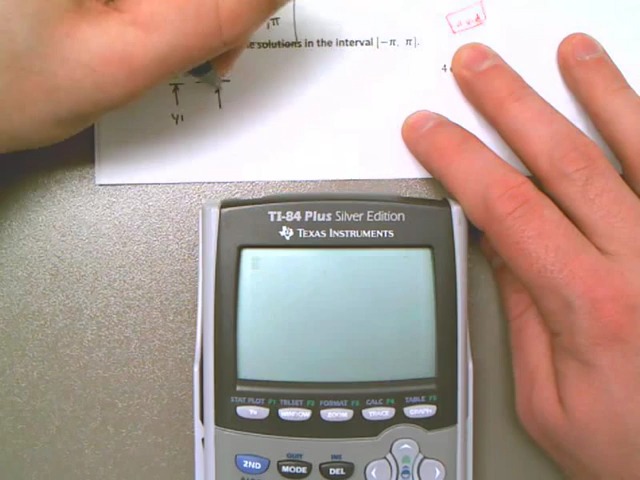 π
solutions in the interval [−π, π].
4
Y1
TI-84 Plus Silver Edition
TEXAS INSTRUMENTS
STAT PLOT F1 TBLSET F2 FORMAT F3 CALC F4 TABLE F5
Y= WINDOW ZOOM TRACE GRAPH
QUIT INS
2ND MODE DEL